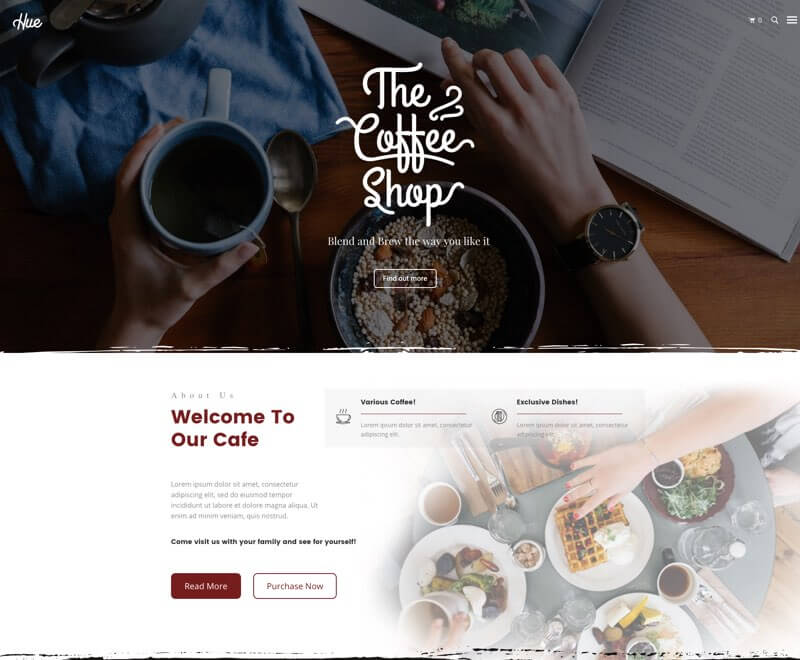 Hue
0
The
Coffee
Shop
Blend and Brew the way you like it
Find out more
About Us
Welcome To
Our Cafe
Lorem ipsum dolor sit amet, consectetur
adipiscing elit, sed do eiusmod tempor
incididunt ut labore et dolore magna aliqua. Ut
enim ad minim veniam, quis nostrud.
Come visit us with your family and see for yourself!
Read More
Purchase Now
Various Coffee!
Lorem ipsum dolor sit amet, consectetur
adipiscing elit.
Exclusive Dishes!
Lorem ipsum dolor sit amet, consectetur
adipiscing elit.